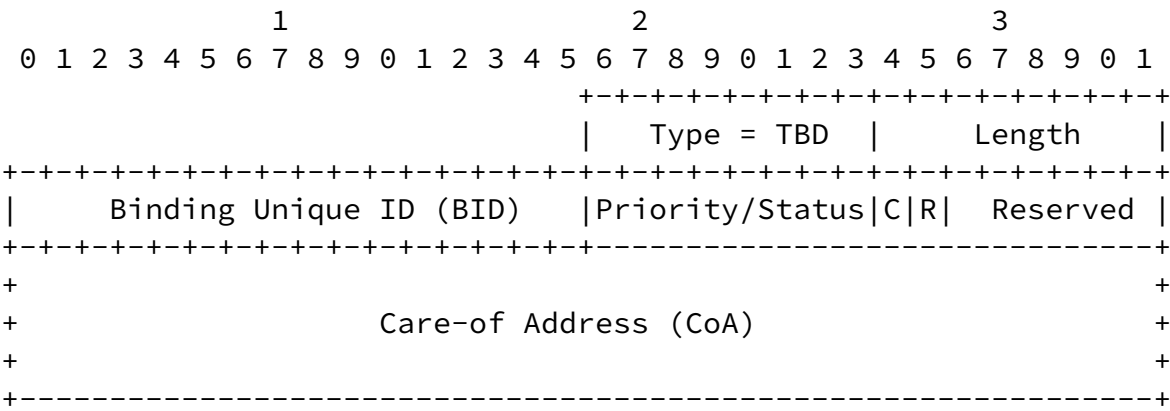 1                   2                   3
 0 1 2 3 4 5 6 7 8 9 0 1 2 3 4 5 6 7 8 9 0 1 2 3 4 5 6 7 8 9 0 1
                                +-+-+-+-+-+-+-+-+-+-+-+-+-+-+-+-+
                                |   Type = TBD  |     Length    |
+-+-+-+-+-+-+-+-+-+-+-+-+-+-+-+-+-+-+-+-+-+-+-+-+-+-+-+-+-+-+-+-+
|     Binding Unique ID (BID)   |Priority/Status|C|R|  Reserved |
+-+-+-+-+-+-+-+-+-+-+-+-+-+-+-+-+-------------------------------+
+                                                               +
+                    Care-of Address (CoA)                      +
+                                                               +
+---------------------------------------------------------------+